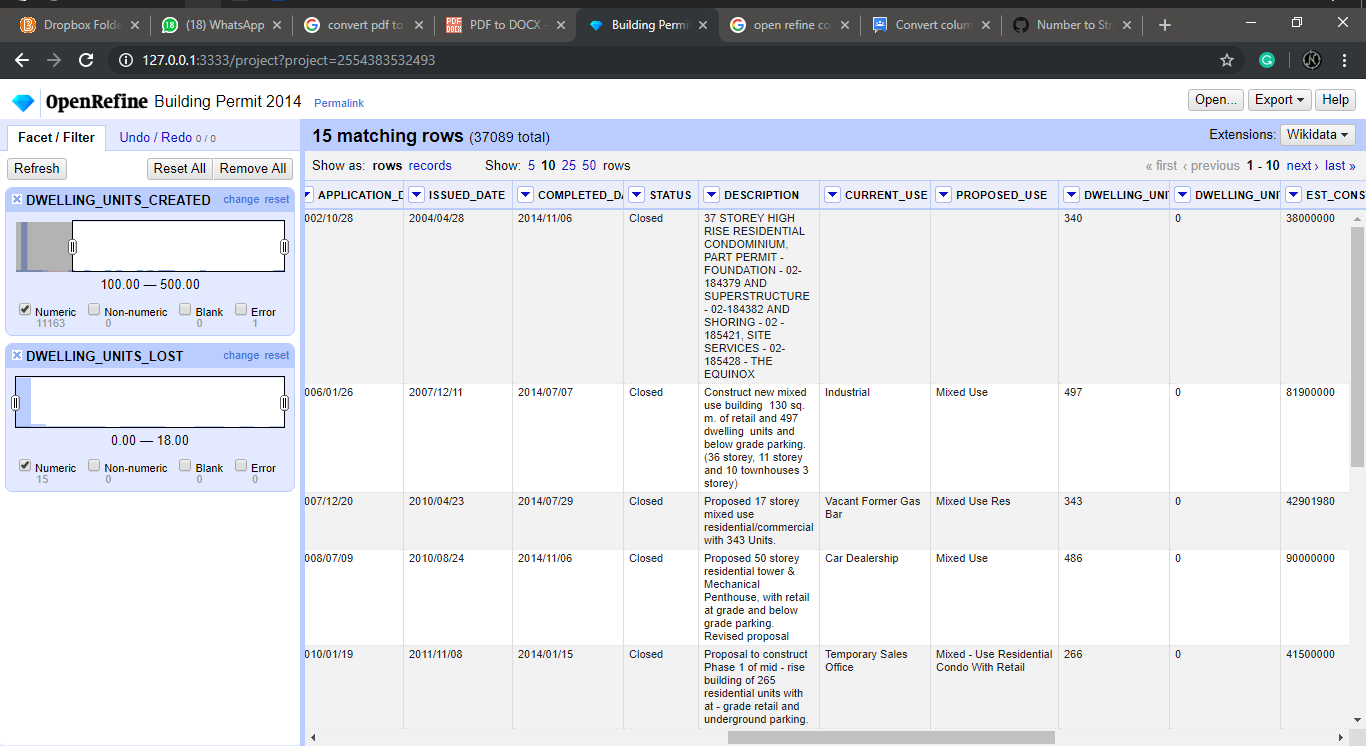 Dropbox Folde
(18) WhatsApp
convert pdf to
PDF to DOCX -
Building Permi
open refine co
Convert colum
Number to Str
127.0.0.1:3333/project?project=2554383532493
OpenRefine Building Permit 2014 Permalink
Open... Export Help
Facet / Filter Undo / Redo 0 / 0
15 matching rows (37089 total)
Extensions: Wikidata
Refresh Reset All Remove All
Show as: rows records Show: 5 10 25 50 rows
« first ‹ previous 1 - 10 next › last »
DWELLING_UNITS_CREATED change reset
100.00 — 500.00
Numeric Non-numeric Blank Error
11163 0 0 1
DWELLING_UNITS_LOST change reset
0.00 — 18.00
Numeric Non-numeric Blank Error
15 0 0 0
APPLICATION_D ISSUED_DATE COMPLETED_DA STATUS DESCRIPTION CURRENT_USE PROPOSED_USE DWELLING_UNI DWELLING_UNI EST_CONS
002/10/28 2004/04/28 2014/11/06 Closed 37 STOREY HIGH 340 0 38000000
RISE RESIDENTIAL
CONDOMINIUM,
PART PERMIT -
FOUNDATION - 02-
184379 AND
SUPERSTRUCTURE
- 02-184382 AND
SHORING - 02 -
185421, SITE
SERVICES - 02-
185428 - THE
EQUINOX
006/01/26 2007/12/11 2014/07/07 Closed Construct new mixed Industrial Mixed Use 497 0 81900000
use building 130 sq.
m. of retail and 497
dwelling units and
below grade parking.
(36 storey, 11 storey
and 10 townhouses 3
storey)
007/12/20 2010/04/23 2014/07/29 Closed Proposed 17 storey Vacant Former Gas Mixed Use Res 343 0 42901980
mixed use Bar
residential/commercial
with 343 Units.
008/07/09 2010/08/24 2014/11/06 Closed Proposed 50 storey Car Dealership Mixed Use 486 0 90000000
residential tower &
Mechanical
Penthouse, with retail
at grade and below
grade parking.
Revised proposal
010/01/19 2011/11/08 2014/01/15 Closed Proposal to construct Temporary Sales Mixed - Use Residential 266 0 41500000
Phase 1 of mid - rise Office Condo With Retail
building of 265
residential units with
at - grade retail and
underground parking.